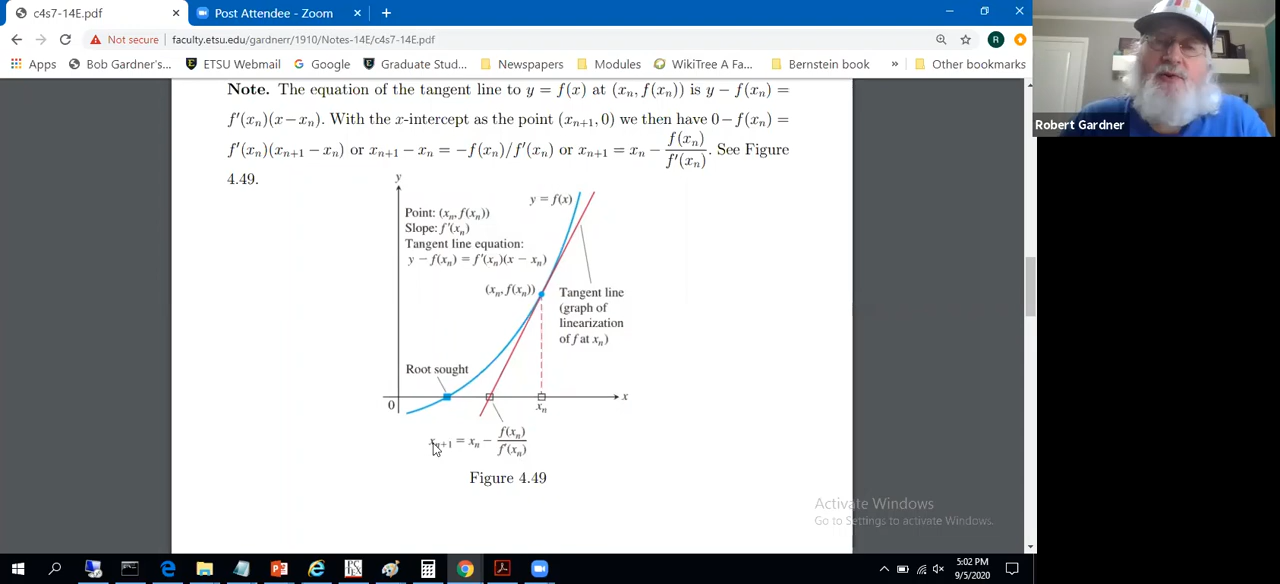 c4s7-14E.pdf
Post Attendee - Zoom
Not secure
faculty.etsu.edu/gardnerr/1910/Notes-14E/c4s7-14E.pdf
R
Apps
Bob Gardner's...
ETSU Webmail
Google
Graduate Stud...
Newspapers
Modules
WikiTree A Fa...
Bernstein book
»
Other bookmarks
Note. The equation of the tangent line to y = f(x) at (xₙ, f(xₙ)) is y − f(xₙ) =
f′(xₙ)(x−xₙ). With the x-intercept as the point (xₙ₊₁, 0) we then have 0−f(xₙ) =
f′(xₙ)(xₙ₊₁ − xₙ) or xₙ₊₁ − xₙ = −f(xₙ)/f′(xₙ) or xₙ₊₁ = xₙ − f(xₙ)/f′(xₙ). See Figure
4.49.
y
y = f(x)
Point: (xₙ, f(xₙ))
Slope: f′(xₙ)
Tangent line equation:
y − f(xₙ) = f′(xₙ)(x − xₙ)
(xₙ, f(xₙ))
Tangent line
(graph of
linearization
of f at xₙ)
Root sought
0
xₙ
x
xₙ₊₁ = xₙ − f(xₙ)/f′(xₙ)
Figure 4.49
Robert Gardner
Activate Windows
Go to Settings to activate Windows.
5:02 PM
9/5/2020